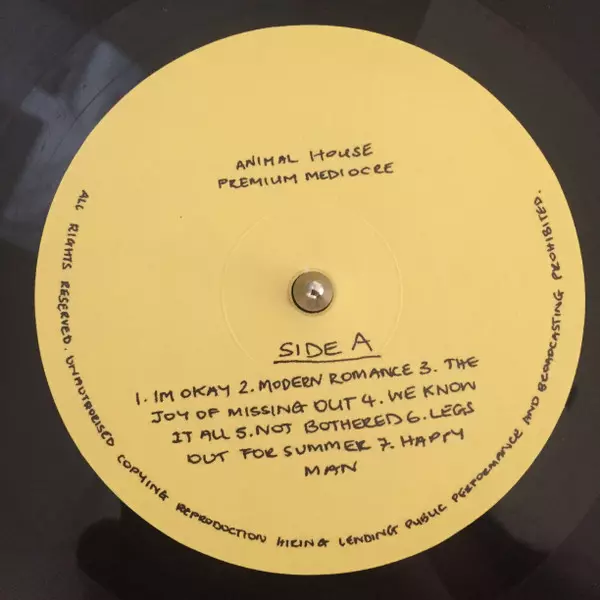 ANIMAL HOUSE
PREMIUM MEDIOCRE
SIDE A
1. IM OKAY 2. MODERN ROMANCE 3. THE
JOY OF MISSING OUT 4. WE KNOW
IT ALL 5. NOT BOTHERED 6. LEGS
OUT FOR SUMMER 7. HAPPY
MAN
ALL RIGHTS RESERVED. UNAUTHORISED COPYING REPRODUCTION HIRING LENDING PUBLIC PERFORMANCE AND BROADCASTING PROHIBITED.